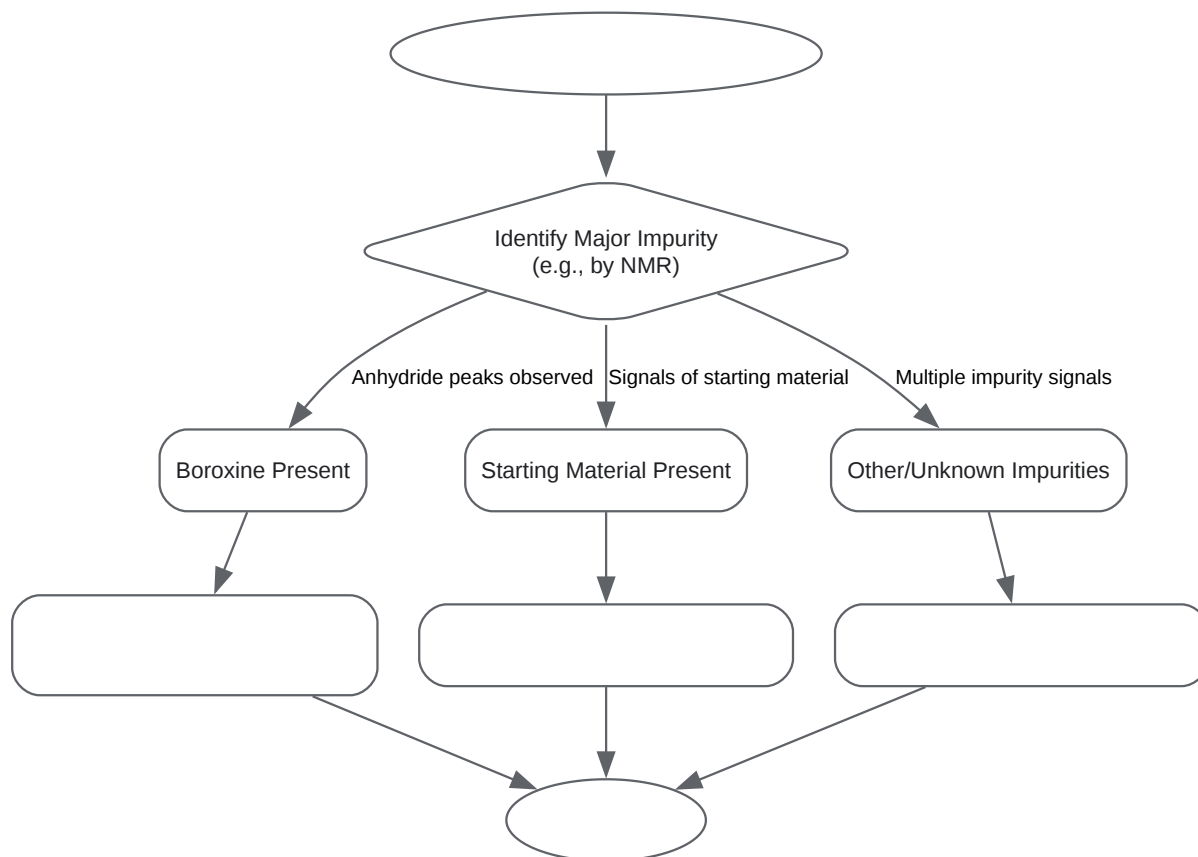 Identify Major Impurity
(e.g., by NMR)
Anhydride peaks observed
Signals of starting material
Multiple impurity signals
Boroxine Present
Starting Material Present
Other/Unknown Impurities